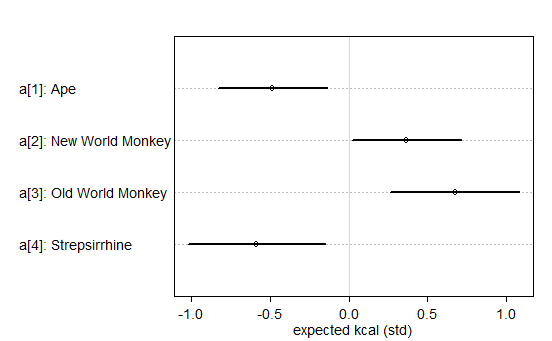 a[1]: Ape
a[2]: New World Monkey
a[3]: Old World Monkey
a[4]: Strepsirrhine
-1.0 -0.5 0.0 0.5 1.0
expected kcal (std)